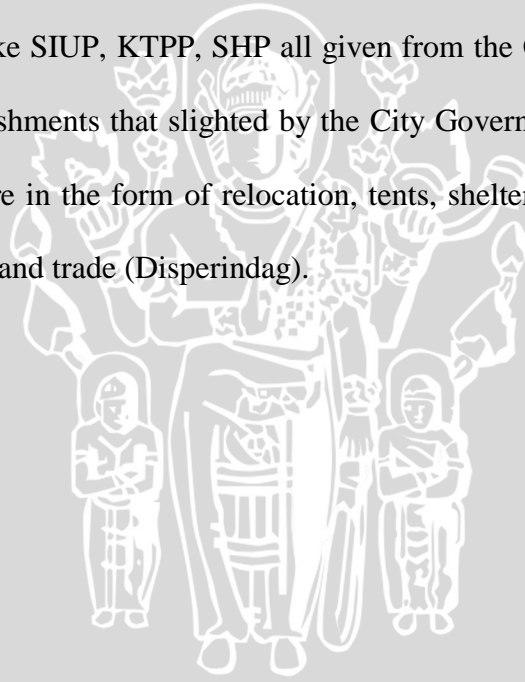 ke SIUP, KTPP, SHP all given from the
shments that slighted by the City Govern
re in the form of relocation, tents, shelter
and trade (Disperindag).